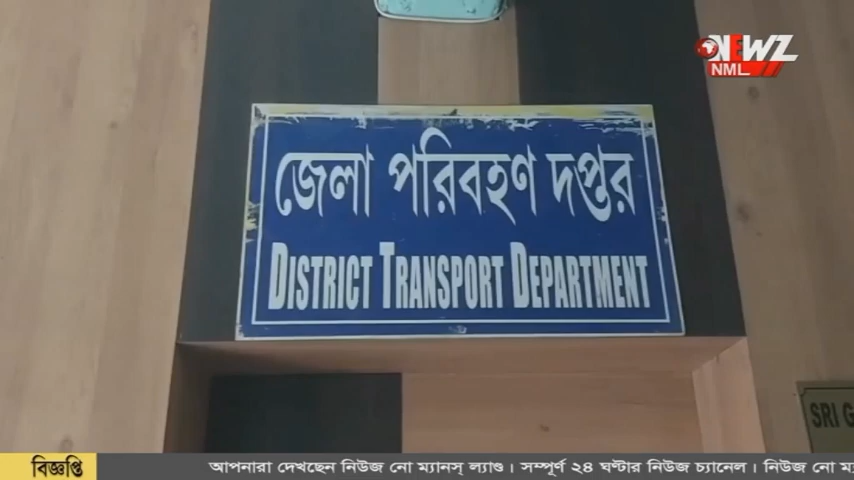 NEWZ
NML
জেলা পরিবহণ দপ্তর
DISTRICT TRANSPORT DEPARTMENT
SRI G
বিজ্ঞপ্তি
আপনারা দেখছেন নিউজ নো ম্যানস্ ল্যাণ্ড। সম্পূর্ণ ২৪ ঘণ্টার নিউজ চ্যানেল। নিউজ নো ম্যা